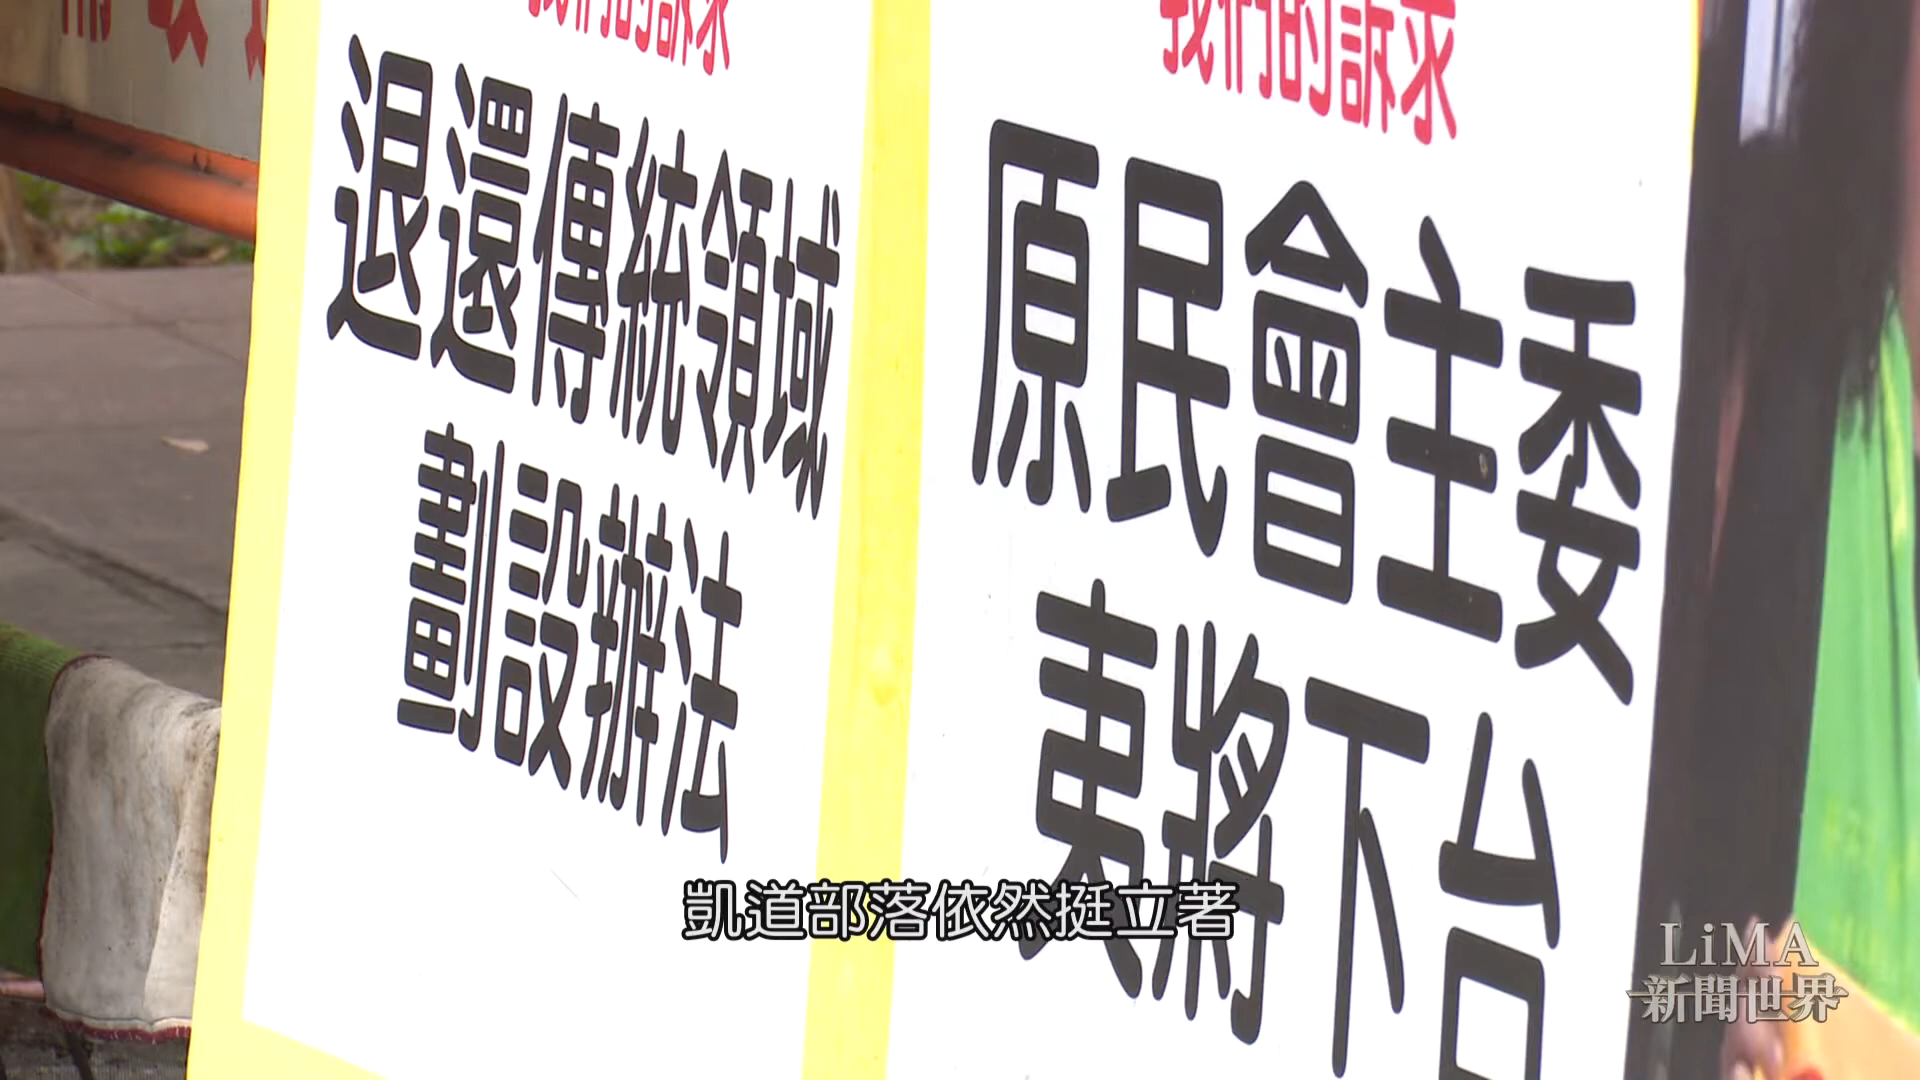 我們的訴求
退還傳統領域
劃設辦法
我們的訴求
原民會主委
夷將下台
凱道部落依然挺立著
LiMA
新聞世界